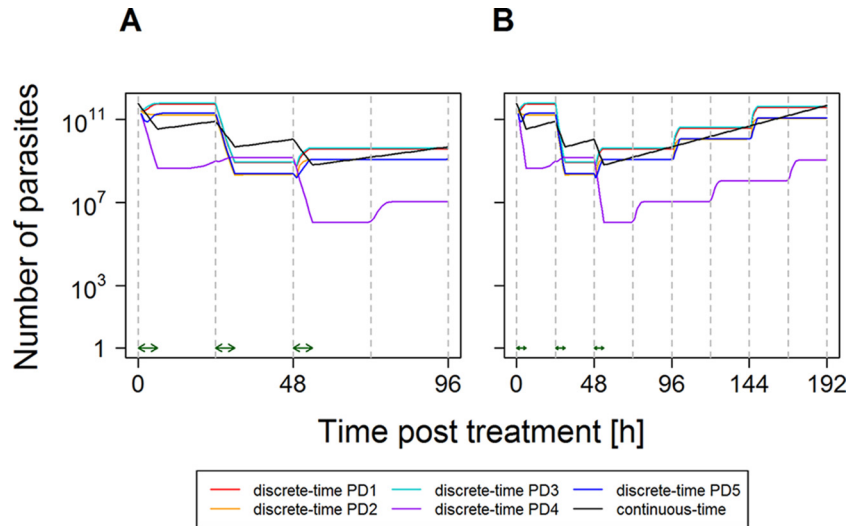 A
B
Number of parasites
10^11
10^7
10^3
1
0
48
96
0
48
96
144
192
Time post treatment [h]
discrete-time PD1
discrete-time PD3
discrete-time PD5
discrete-time PD2
discrete-time PD4
continuous-time